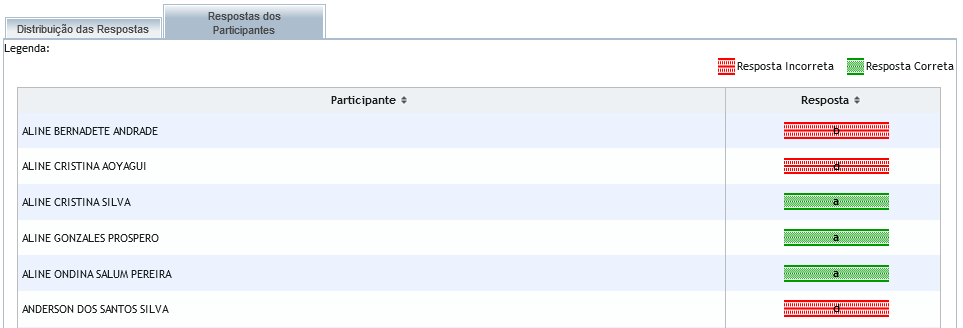 Distribuição das Respostas
Respostas dos
Participantes
Legenda:
Resposta Incorreta Resposta Correta
Participante Resposta
ALINE BERNADETE ANDRADE b
ALINE CRISTINA AOYAGUI d
ALINE CRISTINA SILVA a
ALINE GONZALES PROSPERO a
ALINE ONDINA SALUM PEREIRA a
ANDERSON DOS SANTOS SILVA d